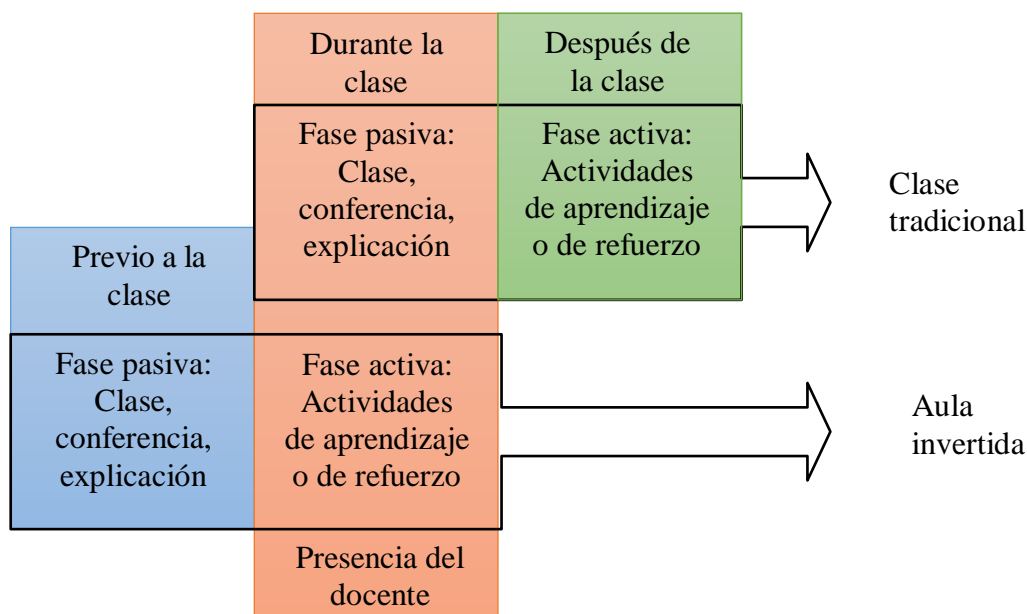 Durante la
clase
Después de
la clase
Fase pasiva:
Clase,
conferencia,
explicación
Fase activa:
Actividades
de aprendizaje
o de refuerzo
Clase
tradicional
Previo a la
clase
Fase pasiva:
Clase,
conferencia,
explicación
Fase activa:
Actividades
de aprendizaje
o de refuerzo
Aula
invertida
Presencia del
docente